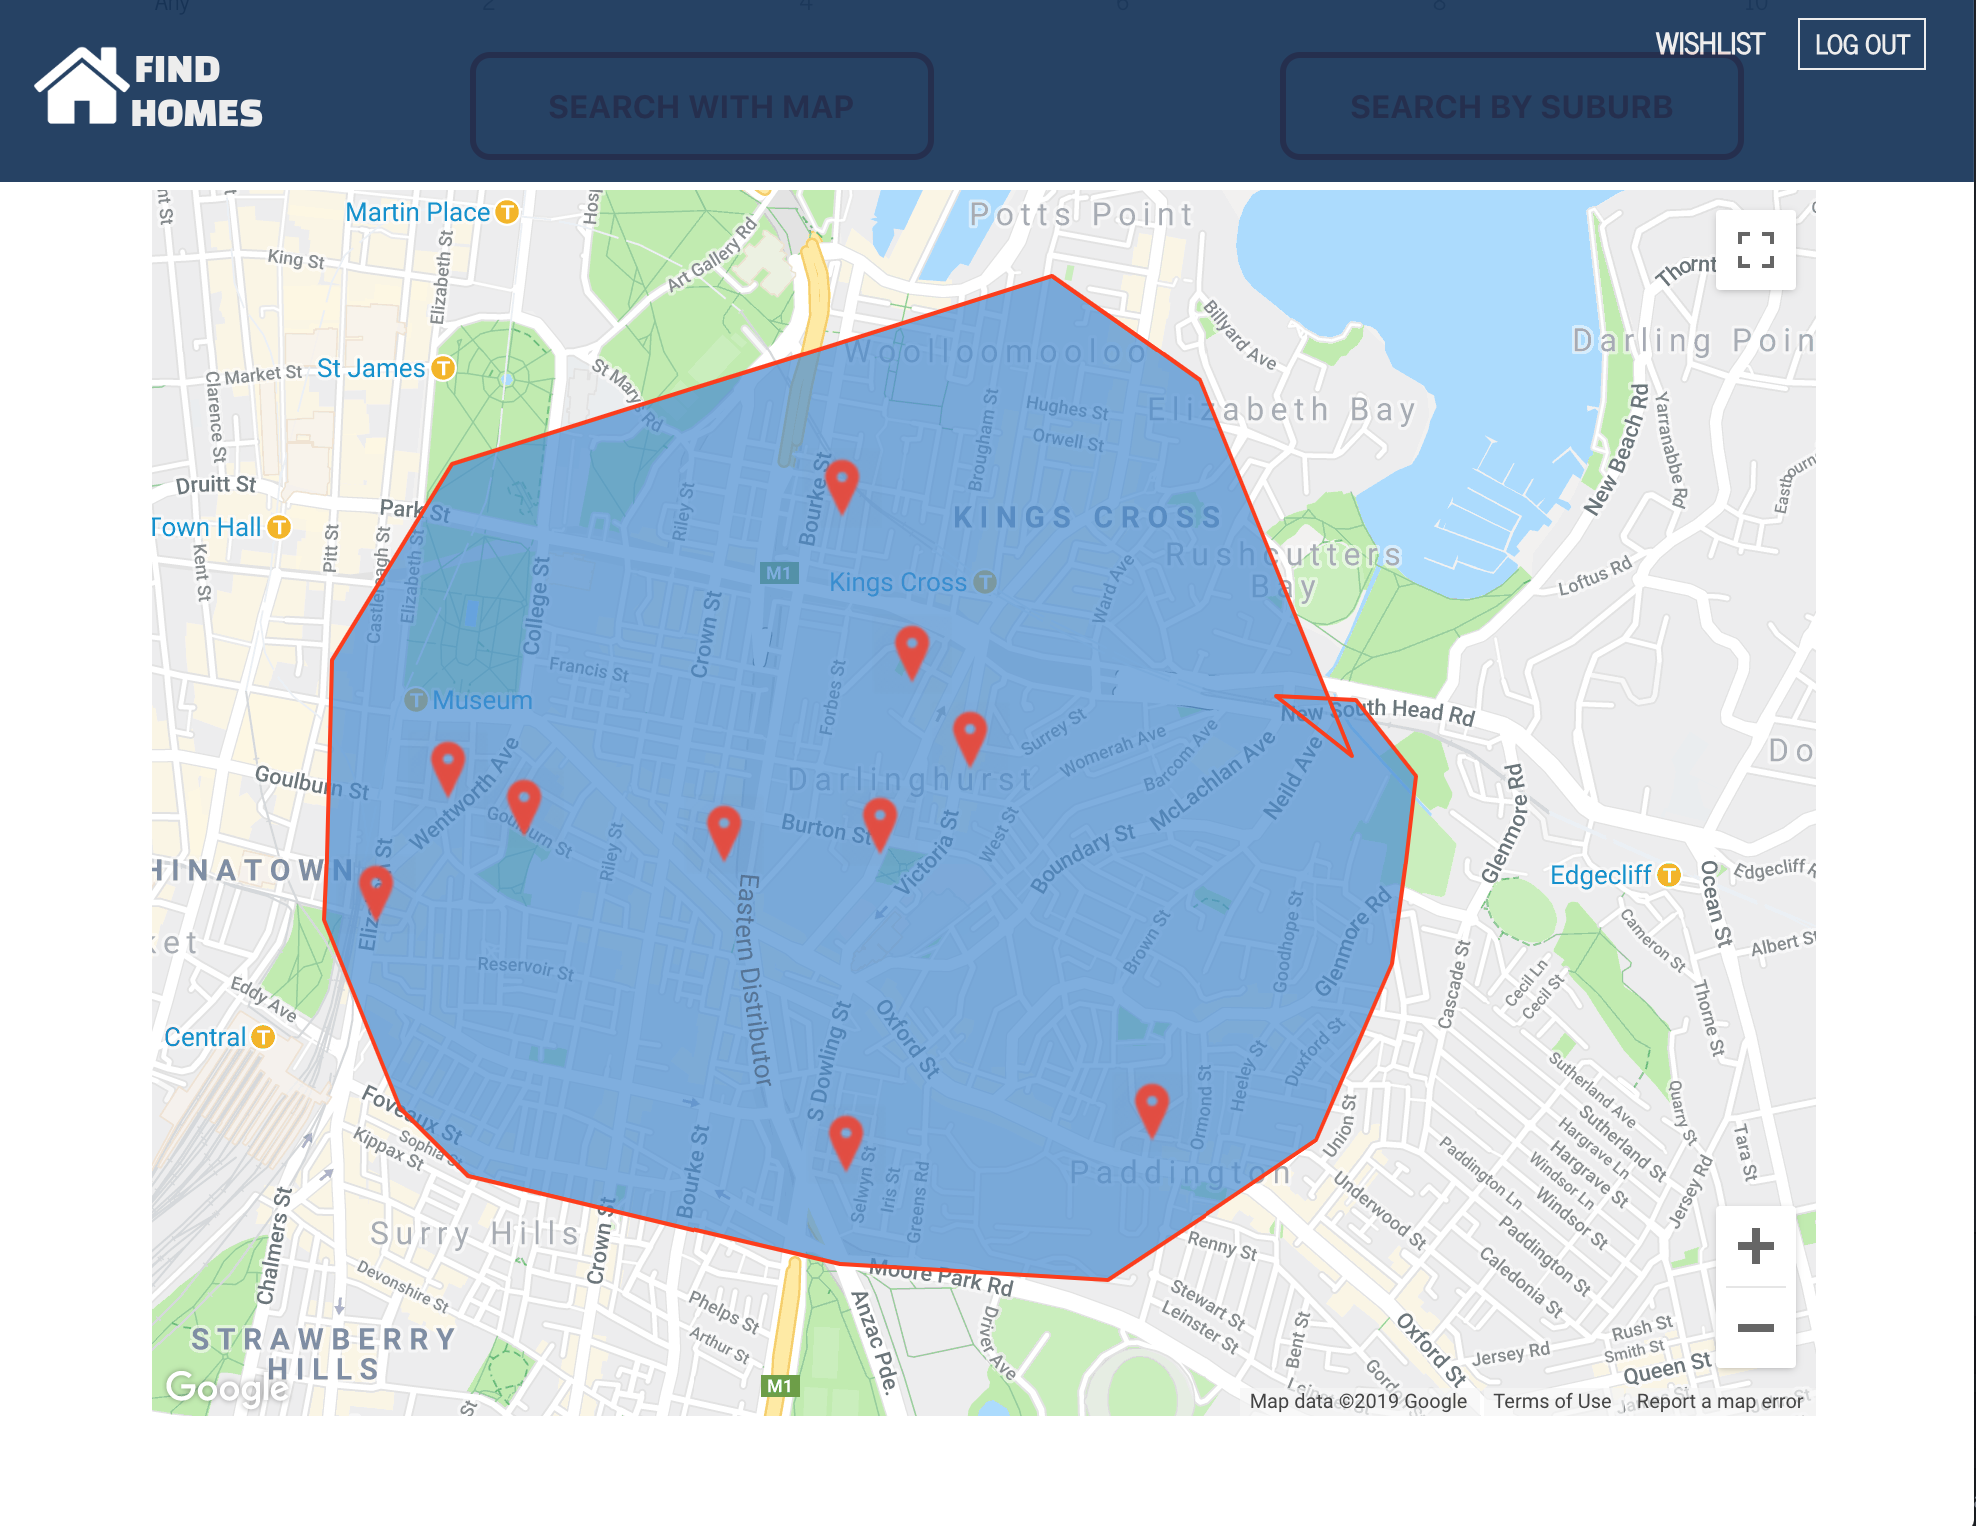 Any 2 4 6 8 10
WISHLIST
LOG OUT
FIND
HOMES
SEARCH WITH MAP
SEARCH BY SUBURB
Martin Place
Potts Point
King St
Elizabeth St
Art Gallery Rd
Billyard Ave
Darling Poin
Woolloomooloo
St James
Market St
Clarence St
St Marys Rd
Hughes St
Orwell St
Brougham St
Elizabeth Bay
New Beach Rd
Yarranabbe Rd
Druitt St
Park St
Town Hall
Kent St
Pitt St
Castlereagh St
Elizabeth St
College St
Riley St
Bourke St
M1
KINGS CROSS
Kings Cross
Rushcutters
Bay
Ward Ave
Loftus Rd
Crown St
Francis St
Forbes St
Museum
New South Head Rd
Surrey St
Womerah Ave
Barcom Ave
McLachlan Ave
Neild Ave
Do
Goulburn St
Wentworth Ave
Goulburn St
Darlinghurst
Burton St
Riley St
Victoria St
West St
Boundary St
Glenmore Rd
HINATOWN
Edgecliff
Ocean St
Eastern Distributor
Reservoir St
Brown St
Goodhope St
Glenmore Rd
Cameron St
Albert St
Cascade St
Cecil Ln
Cecil St
Thorne St
Eddy Ave
Central
Oxford St
S Dowling St
Duxford St
Heeley St
Ormond St
Union St
Foveaux St
Sophia St
Kippax St
Bourke St
Selwyn St
Iris St
Greens Rd
Paddington
Sutherland Ave
Sutherland St
Hargrave Ln
Hargrave St
Windsor Ln
Windsor St
Paddington Ln
Paddington St
Quarry St
Tara St
Jersey Rd
Underwood St
Caledonia St
Surry Hills
Crown St
Chalmers St
Devonshire St
Renny St
Moore Park Rd
Stewart St
Leinster St
Phelps St
Arthur St
Anzac Pde.
Driver Ave
Bent St
Oxford St
Jersey Rd
Rush St
Smith St
Queen St
STRAWBERRY
HILLS
M1
Google
Map data ©2019 Google
Terms of Use
Report a map error